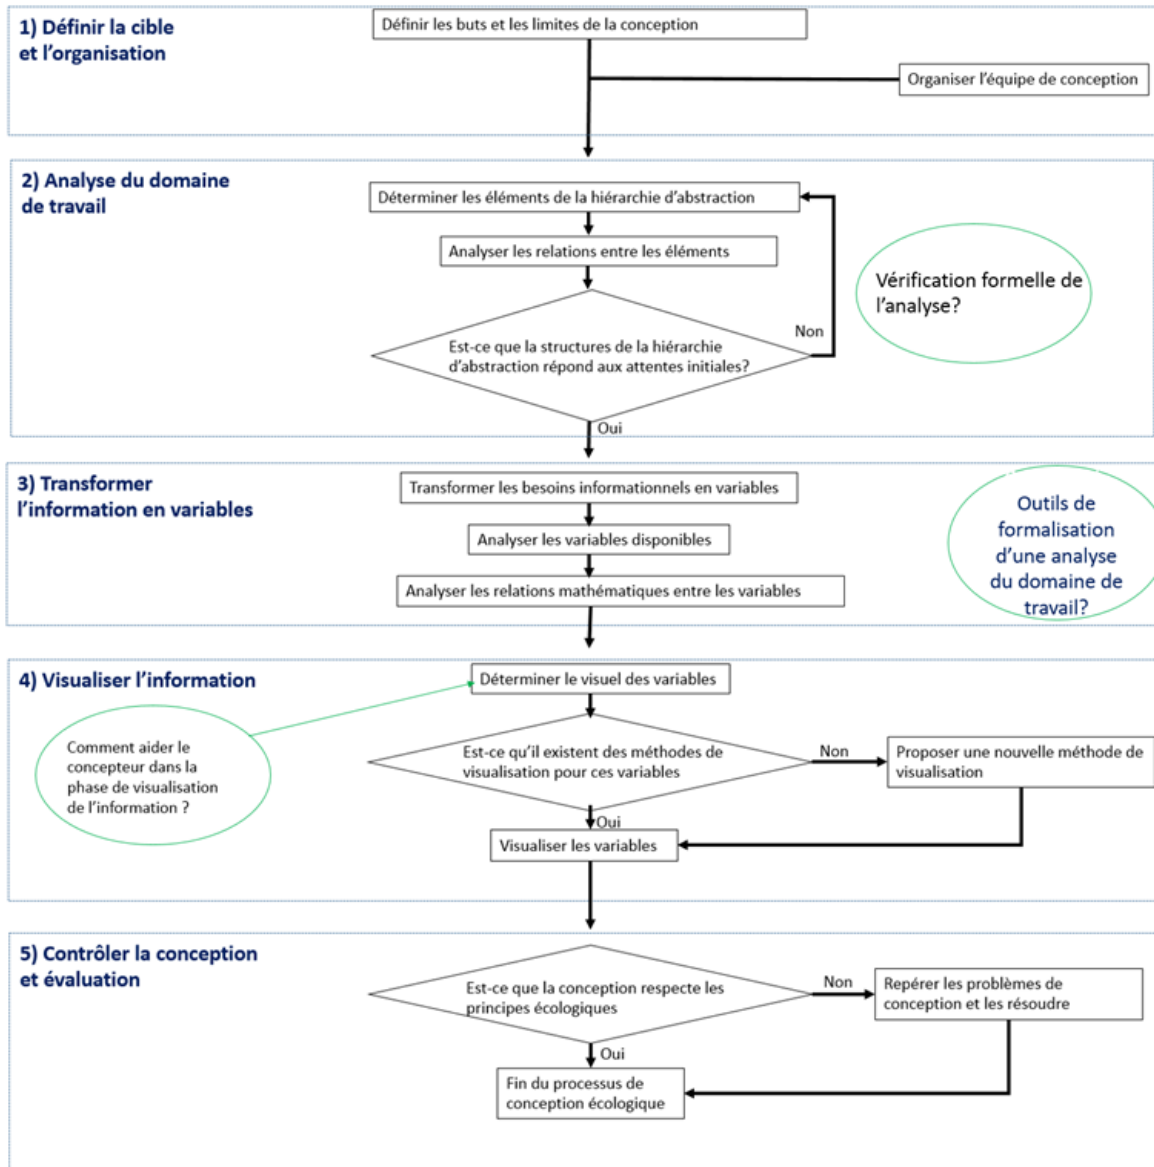 1) Définir la cible
et l'organisation
Définir les buts et les limites de la conception
Organiser l'équipe de conception
2) Analyse du domaine
de travail
Déterminer les éléments de la hiérarchie d'abstraction
Analyser les relations entre les éléments
Vérification formelle de
l'analyse?
Non
Est-ce que la structures de la hiérarchie
d'abstraction répond aux attentes initiales?
Oui
3) Transformer
l'information en variables
Transformer les besoins informationnels en variables
Analyser les variables disponibles
Analyser les relations mathématiques entre les variables
Outils de
formalisation
d'une analyse
du domaine de
travail?
4) Visualiser l'information
Déterminer le visuel des variables
Comment aider le
concepteur dans la
phase de visualisation
de l'information ?
Est-ce qu'il existent des méthodes de
visualisation pour ces variables
Non
Proposer une nouvelle méthode de
visualisation
Oui
Visualiser les variables
5) Contrôler la conception
et évaluation
Est-ce que la conception respecte les
principes écologiques
Non
Repérer les problèmes de
conception et les résoudre
Oui
Fin du processus de
conception écologique